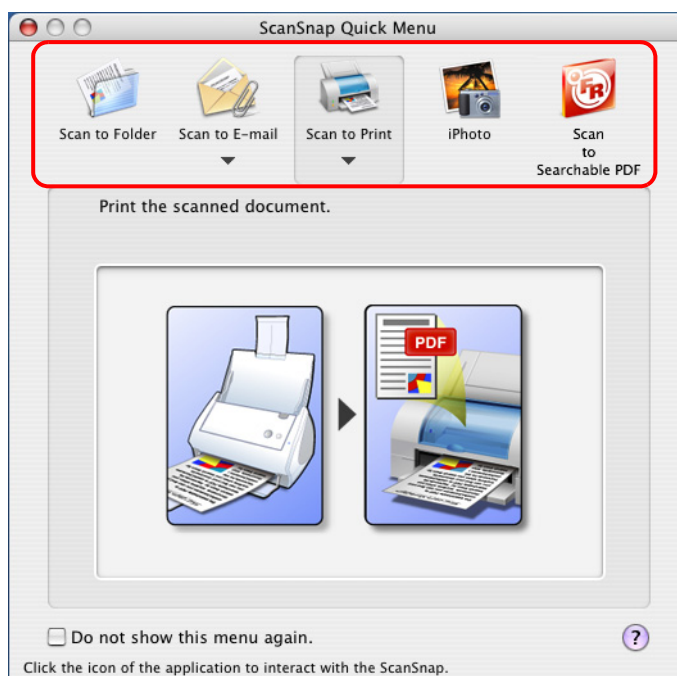 ScanSnap Quick Menu
Scan to Folder
Scan to E-mail
Scan to Print
iPhoto
Scan
to
Searchable PDF
Print the scanned document.
PDF
Do not show this menu again.
?
Click the icon of the application to interact with the ScanSnap.